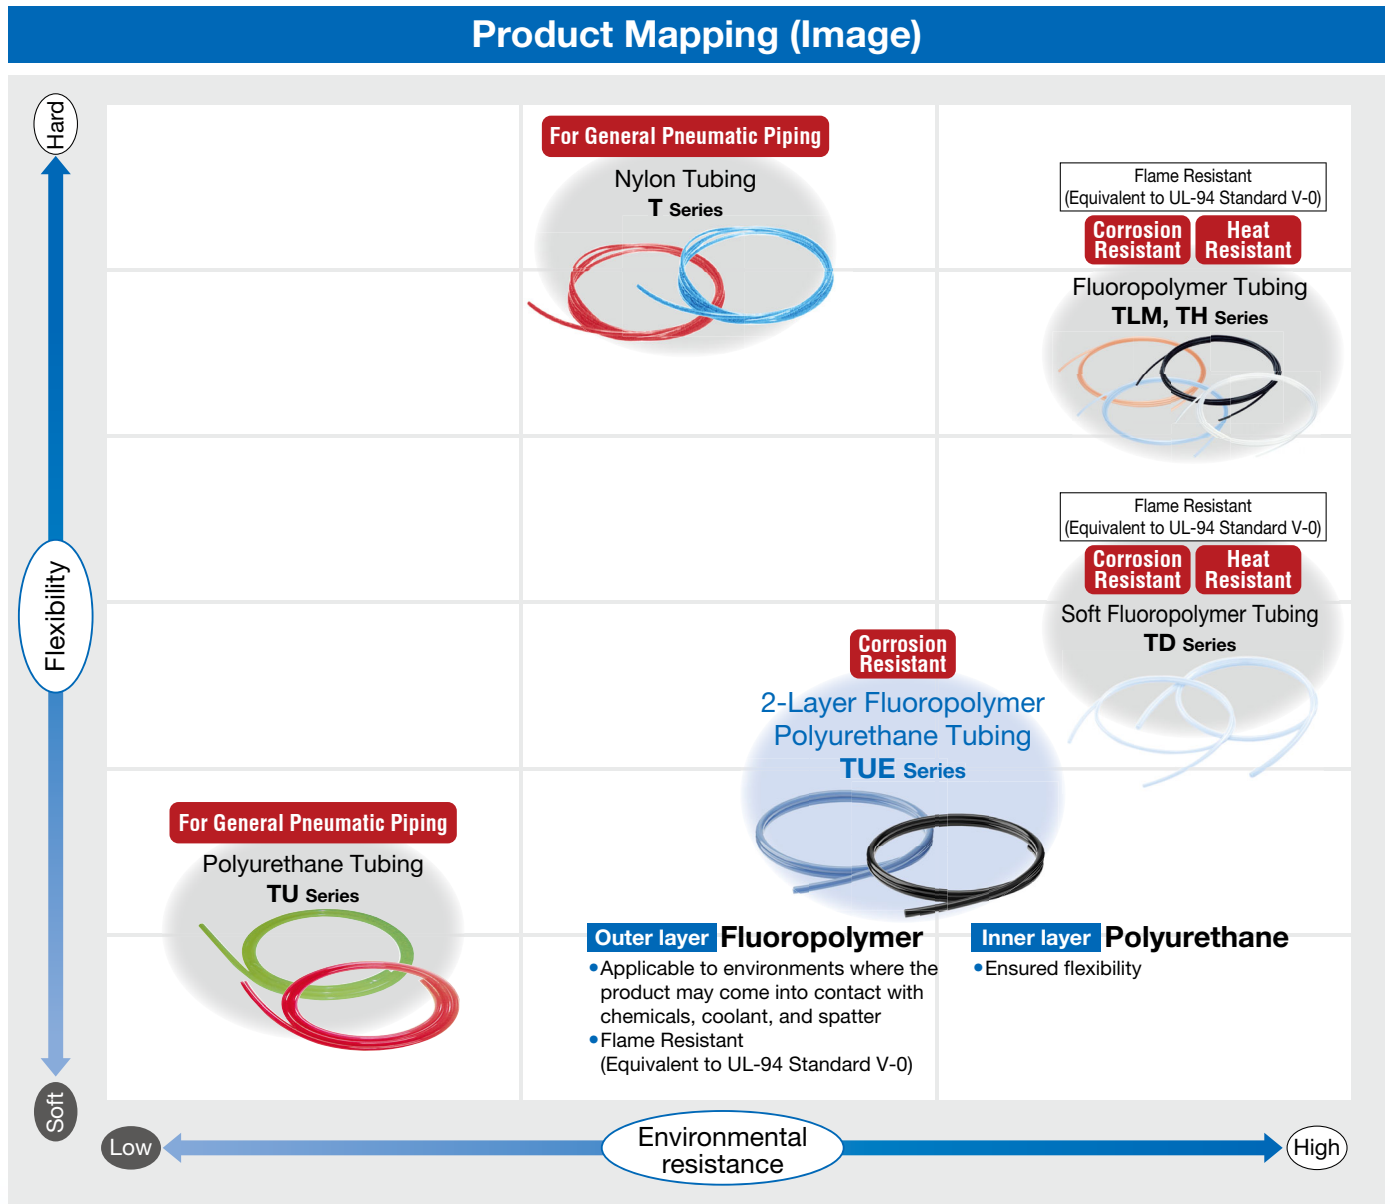 Product Mapping (Image)
Hard
For General Pneumatic Piping
Nylon Tubing
T Series
Flame Resistant
(Equivalent to UL-94 Standard V-0)
Corrosion
Resistant
Heat
Resistant
Fluoropolymer Tubing
TLM, TH Series
Flame Resistant
(Equivalent to UL-94 Standard V-0)
Corrosion
Resistant
Heat
Resistant
Soft Fluoropolymer Tubing
TD Series
Flexibility
Corrosion
Resistant
2-Layer Fluoropolymer
Polyurethane Tubing
TUE Series
For General Pneumatic Piping
Polyurethane Tubing
TU Series
Outer layer Fluoropolymer
•Applicable to environments where the
product may come into contact with
chemicals, coolant, and spatter
•Flame Resistant
(Equivalent to UL-94 Standard V-0)
Inner layer Polyurethane
•Ensured flexibility
Soft
Low
Environmental
resistance
High